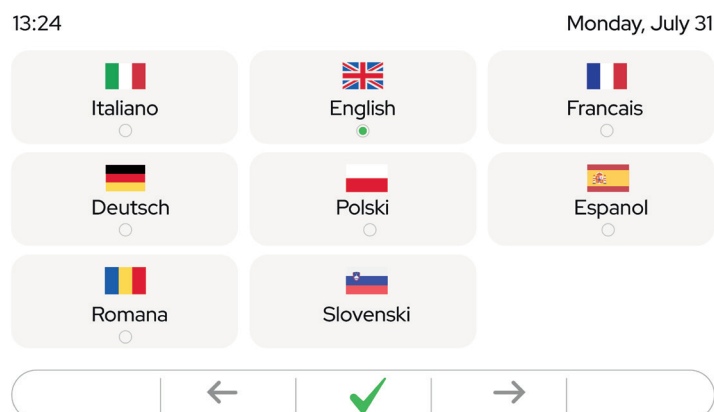 13:24 Monday, July 31
Italiano English Francais
Deutsch Polski Espanol
Romana Slovenski